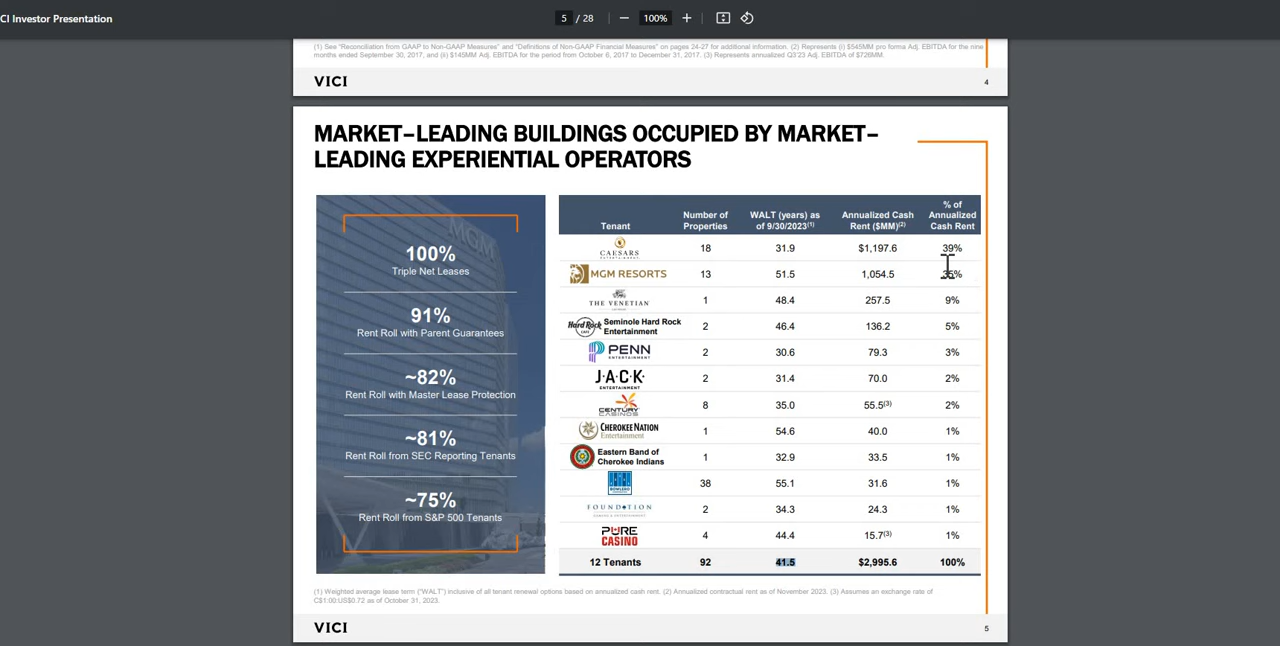 CI Investor Presentation
5 / 28 — 100% +
(1) See "Reconciliation from GAAP to Non-GAAP Measures" and "Definitions of Non-GAAP Financial Measures" on pages 24-27 for additional information. (2) Represents (i) $545MM pro forma Adj. EBITDA for the nine
months ended September 30, 2017, and (ii) $145MM Adj. EBITDA for the period from October 6, 2017 to December 31, 2017. (3) Represents annualized Q3'23 Adj. EBITDA of $726MM.
VICI 4
MARKET–LEADING BUILDINGS OCCUPIED BY MARKET–
LEADING EXPERIENTIAL OPERATORS
MGM
100%
Triple Net Leases
91%
Rent Roll with Parent Guarantees
~82%
Rent Roll with Master Lease Protection
~81%
Rent Roll from SEC Reporting Tenants
~75%
Rent Roll from S&P 500 Tenants
Tenant
Number of
Properties
WALT (years) as
of 9/30/2023(1)
Annualized Cash
Rent ($MM)(2)
% of
Annualized
Cash Rent
CAESARS
ENTERTAINMENT
18 31.9 $1,197.6 39%
MGM RESORTS 13 51.5 1,054.5 35%
THE VENETIAN
1 48.4 257.5 9%
Hard Rock
CAFE
Seminole Hard Rock
Entertainment
2 46.4 136.2 5%
PENN
ENTERTAINMENT
2 30.6 79.3 3%
J·A·C·K·
ENTERTAINMENT
2 31.4 70.0 2%
CENTURY
CASINOS
8 35.0 55.5(3) 2%
CHEROKEE NATION
Entertainment
1 54.6 40.0 1%
Eastern Band of
Cherokee Indians
1 32.9 33.5 1%
38 55.1 31.6 1%
FOUNDATION
2 34.3 24.3 1%
PURE
CASINO
4 44.4 15.7(3) 1%
12 Tenants 92 41.5 $2,995.6 100%
(1) Weighted average lease term ("WALT") inclusive of all tenant renewal options based on annualized cash rent. (2) Annualized contractual rent as of November 2023. (3) Assumes an exchange rate of
C$1.00:US$0.72 as of October 31, 2023.
VICI 5